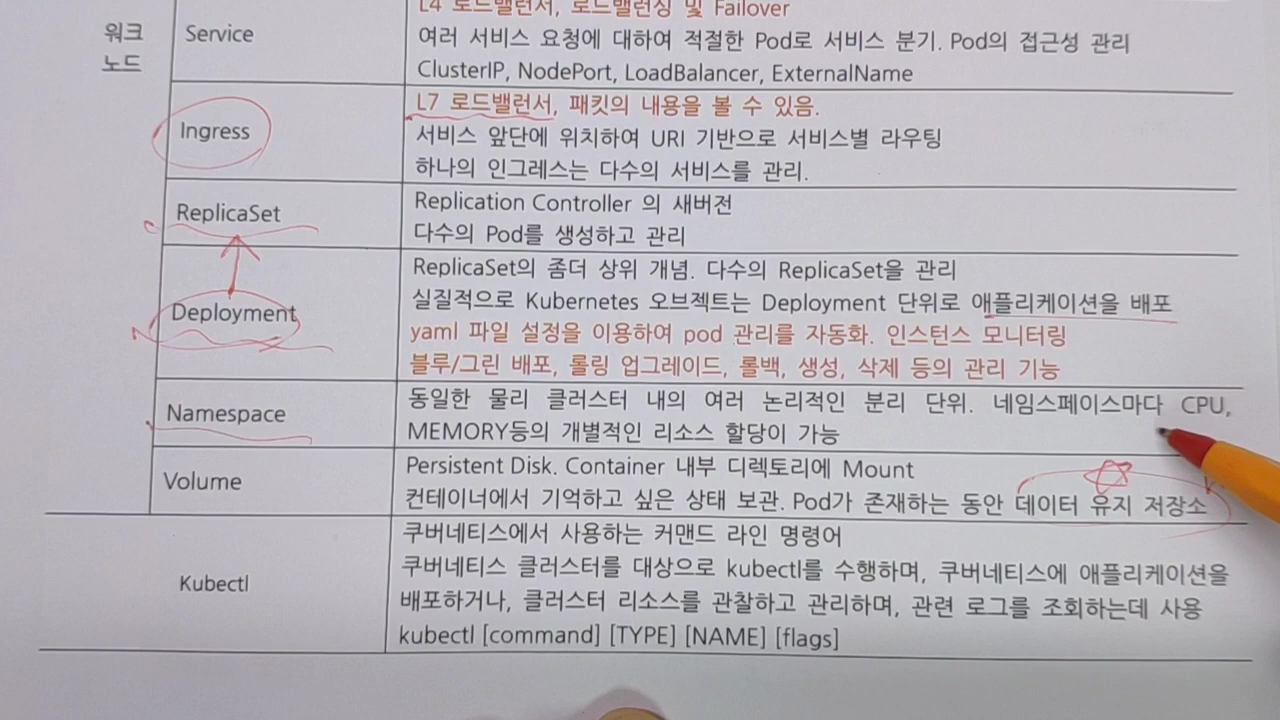 L4 로드밸런서, 로드밸런싱 및 Failover
워크
노드
Service
여러 서비스 요청에 대하여 적절한 Pod로 서비스 분기. Pod의 접근성 관리
ClusterIP, NodePort, LoadBalancer, ExternalName
Ingress
L7 로드밸런서, 패킷의 내용을 볼 수 있음.
서비스 앞단에 위치하여 URI 기반으로 서비스별 라우팅
하나의 인그레스는 다수의 서비스를 관리.
ReplicaSet
Replication Controller 의 새버전
다수의 Pod를 생성하고 관리
Deployment
ReplicaSet의 좀더 상위 개념. 다수의 ReplicaSet을 관리
실질적으로 Kubernetes 오브젝트는 Deployment 단위로 애플리케이션을 배포
yaml 파일 설정을 이용하여 pod 관리를 자동화. 인스턴스 모니터링
블루/그린 배포, 롤링 업그레이드, 롤백, 생성, 삭제 등의 관리 기능
Namespace
동일한 물리 클러스터 내의 여러 논리적인 분리 단위. 네임스페이스마다 CPU,
MEMORY등의 개별적인 리소스 할당이 가능
Volume
Persistent Disk. Container 내부 디렉토리에 Mount
컨테이너에서 기억하고 싶은 상태 보관. Pod가 존재하는 동안 데이터 유지 저장소
Kubectl
쿠버네티스에서 사용하는 커맨드 라인 명령어
쿠버네티스 클러스터를 대상으로 kubectl를 수행하며, 쿠버네티스에 애플리케이션을
배포하거나, 클러스터 리소스를 관찰하고 관리하며, 관련 로그를 조회하는데 사용
kubectl [command] [TYPE] [NAME] [flags]